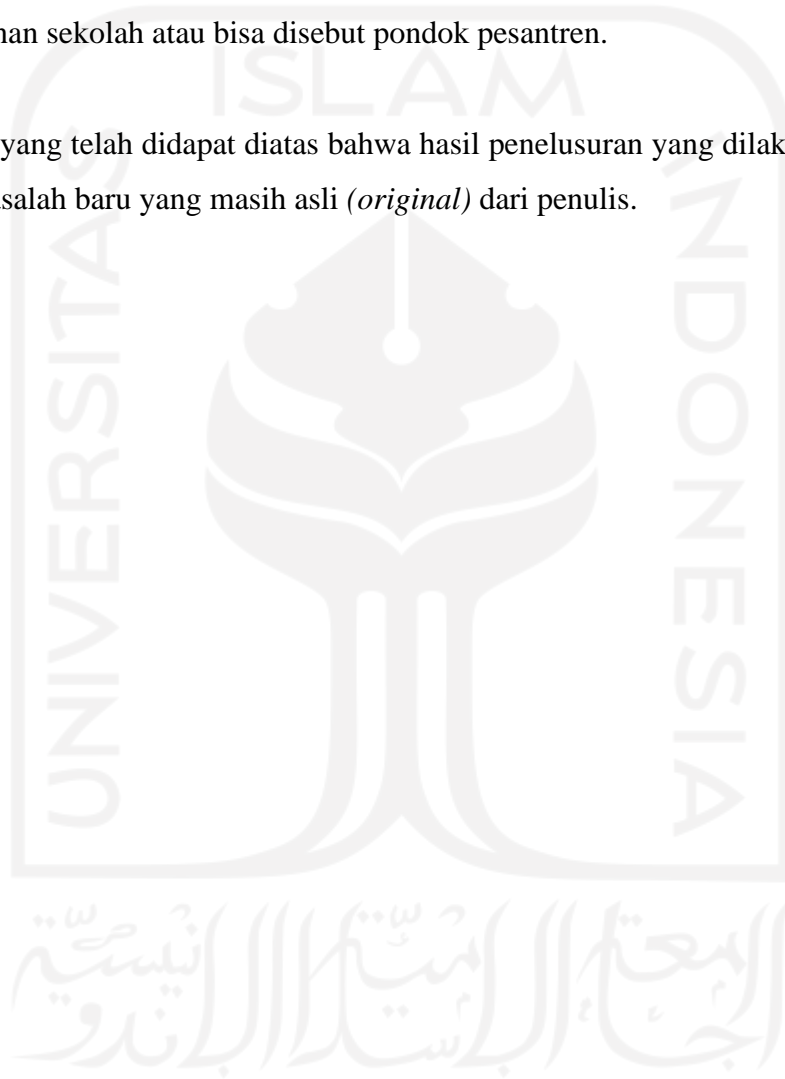 nan sekolah atau bisa disebut pondok pesantren.
yang telah didapat diatas bahwa hasil penelusuran yang dilak
salah baru yang masih asli (original) dari penulis.
ISLAM
UNIVERSITAS
INDONESIA